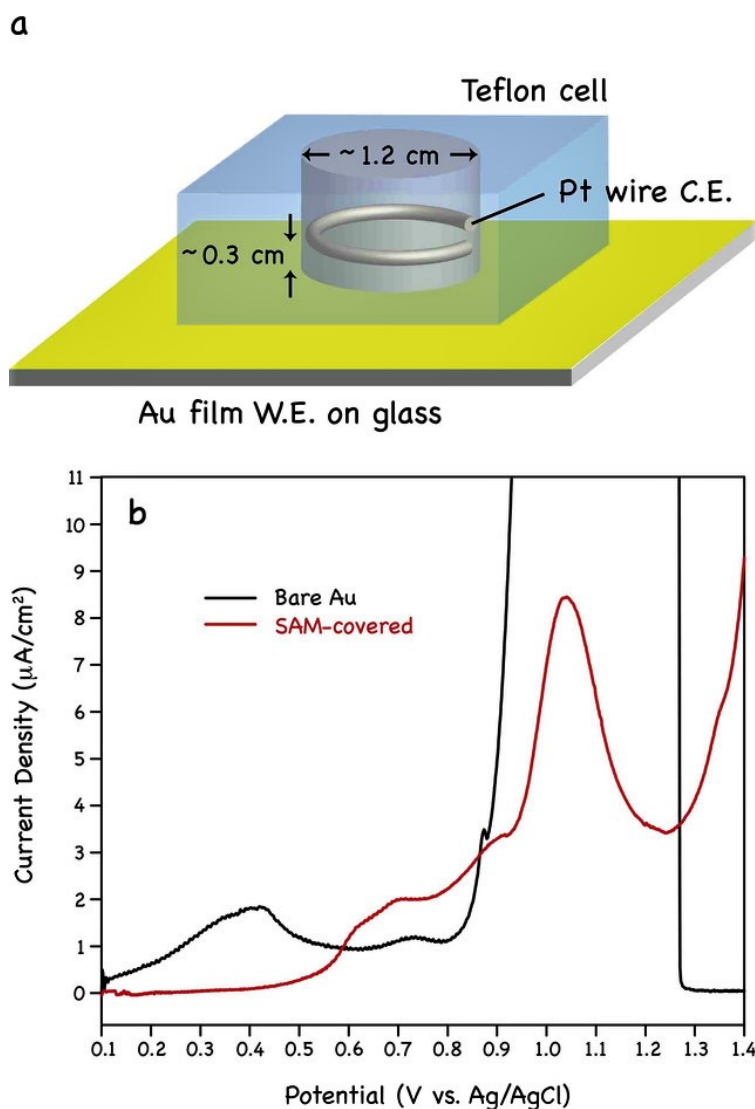 a
Teflon cell
~ 1.2 cm
Pt wire C.E.
~ 0.3 cm
Au film W.E. on glass
b
11
10
9
8
7
6
5
4
3
2
1
0
Current Density (μA/cm²)
Bare Au
SAM-covered
0.1 0.2 0.3 0.4 0.5 0.6 0.7 0.8 0.9 1.0 1.1 1.2 1.3 1.4
Potential (V vs. Ag/AgCl)